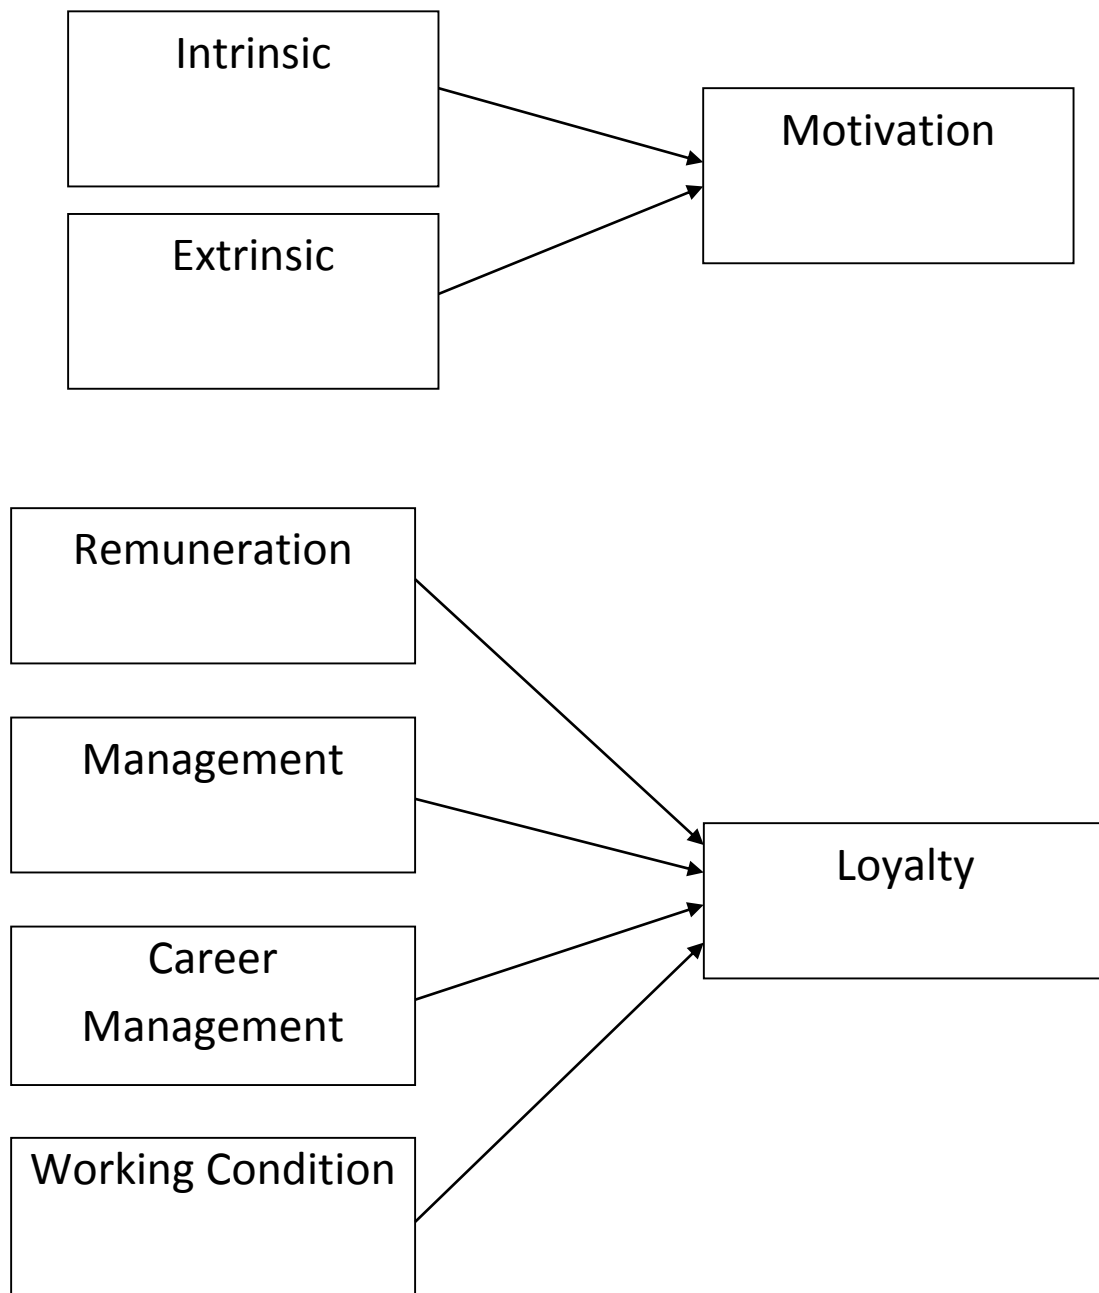 Intrinsic
Motivation
Extrinsic
Remuneration
Management
Loyalty
Career
Management
Working Condition